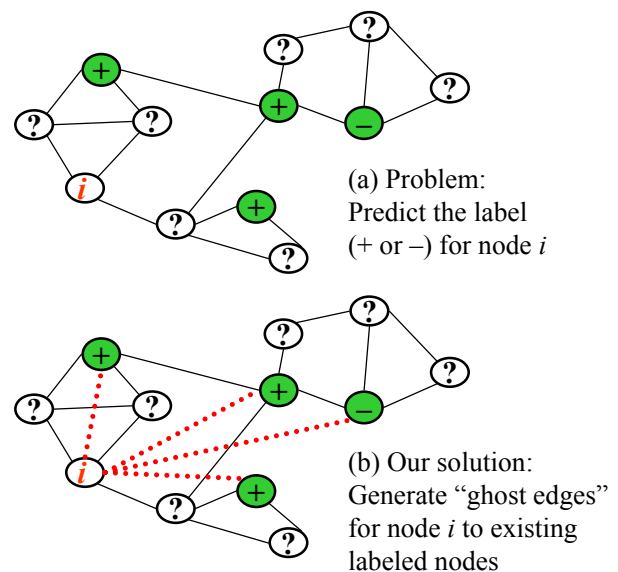 ?
?
+
?
+
–
?
?
?
i
+
?
?
(a) Problem:
Predict the label
(+ or –) for node i
?
?
+
?
+
–
?
?
i
+
?
?
(b) Our solution:
Generate “ghost edges”
for node i to existing
labeled nodes